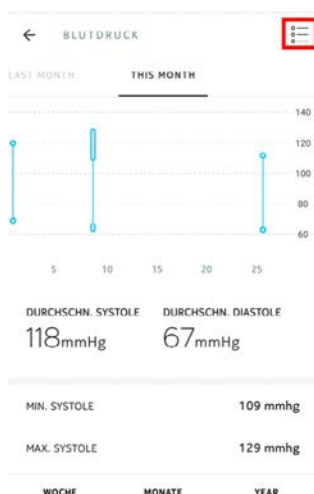 BLUTDRUCK
LAST MONTH THIS MONTH
140
120
100
80
60
5 10 15 20 25
DURCHSCHN. SYSTOLE DURCHSCHN. DIASTOLE
118mmHg 67mmHg
MIN. SYSTOLE 109 mmhg
MAX. SYSTOLE 129 mmhg
WOCHE MONATE YEAR